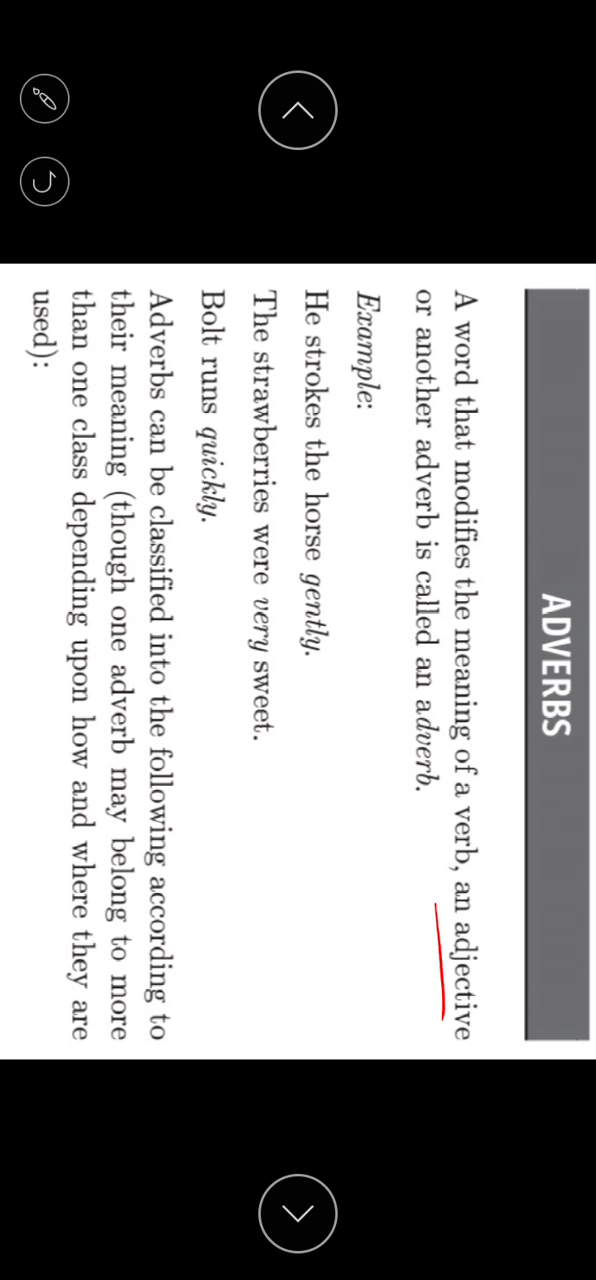 ADVERBS
A word that modifies the meaning of a verb, an adjective
or another adverb is called an adverb.
Example:
He strokes the horse gently.
The strawberries were very sweet.
Bolt runs quickly.
Adverbs can be classified into the following according to
their meaning (though one adverb may belong to more
than one class depending upon how and where they are
used):